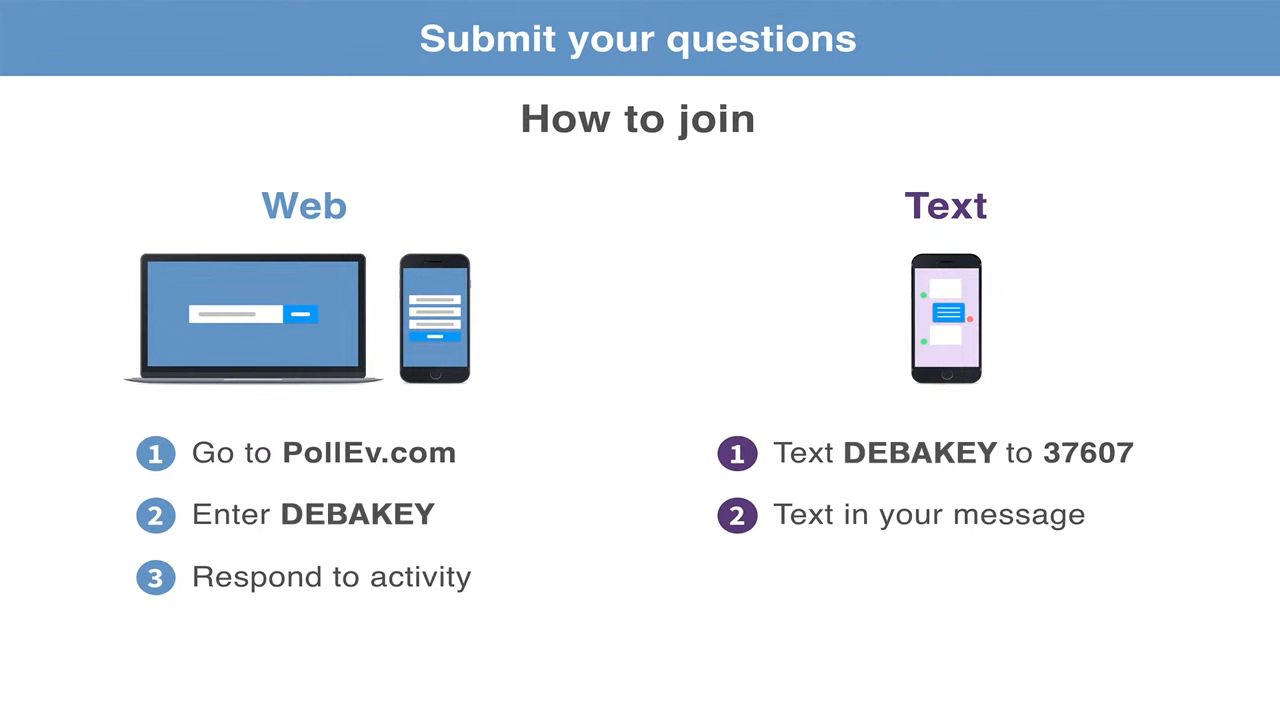 Submit your questions
How to join
Web
1 Go to PollEv.com
2 Enter DEBAKEY
3 Respond to activity
Text
1 Text DEBAKEY to 37607
2 Text in your message